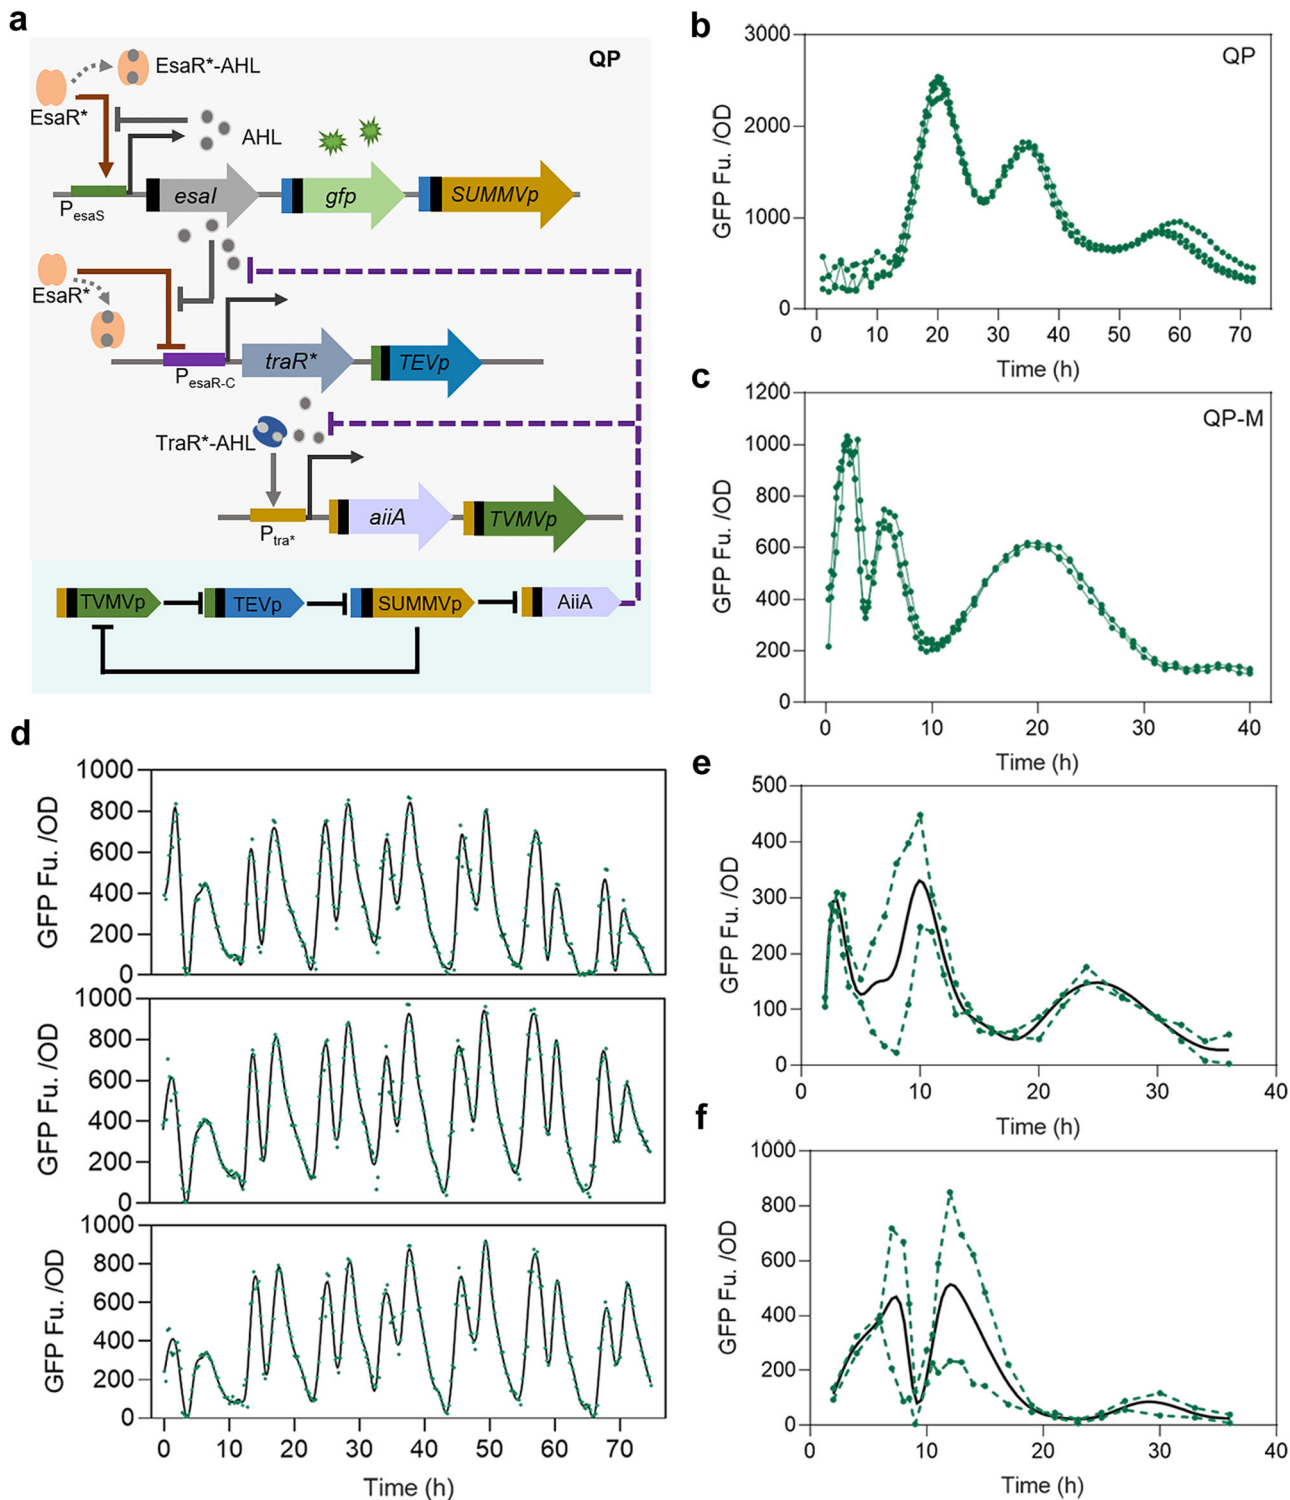 a
QP
EsaR*-AHL
EsaR*
AHL
esaI
gfp
SUMMVp
PesaS
EsaR*
traR*
TEVp
PesaR-C
TraR*-AHL
aiiA
TVMVp
Ptra*
TVMVp
TEVp
SUMMVp
AiiA
b
QP
GFP Fu. /OD
3000
2000
1000
0
0 10 20 30 40 50 60 70
Time (h)
c
QP-M
GFP Fu. /OD
1200
1000
800
600
400
200
0
0 10 20 30 40
Time (h)
d
GFP Fu. /OD
1000
800
600
400
200
0
GFP Fu. /OD
1000
800
600
400
200
0
GFP Fu. /OD
1000
800
600
400
200
0
0 10 20 30 40 50 60 70
Time (h)
e
GFP Fu. /OD
500
400
300
200
100
0
0 10 20 30 40
Time (h)
f
GFP Fu. /OD
1000
800
600
400
200
0
0 10 20 30 40
Time (h)